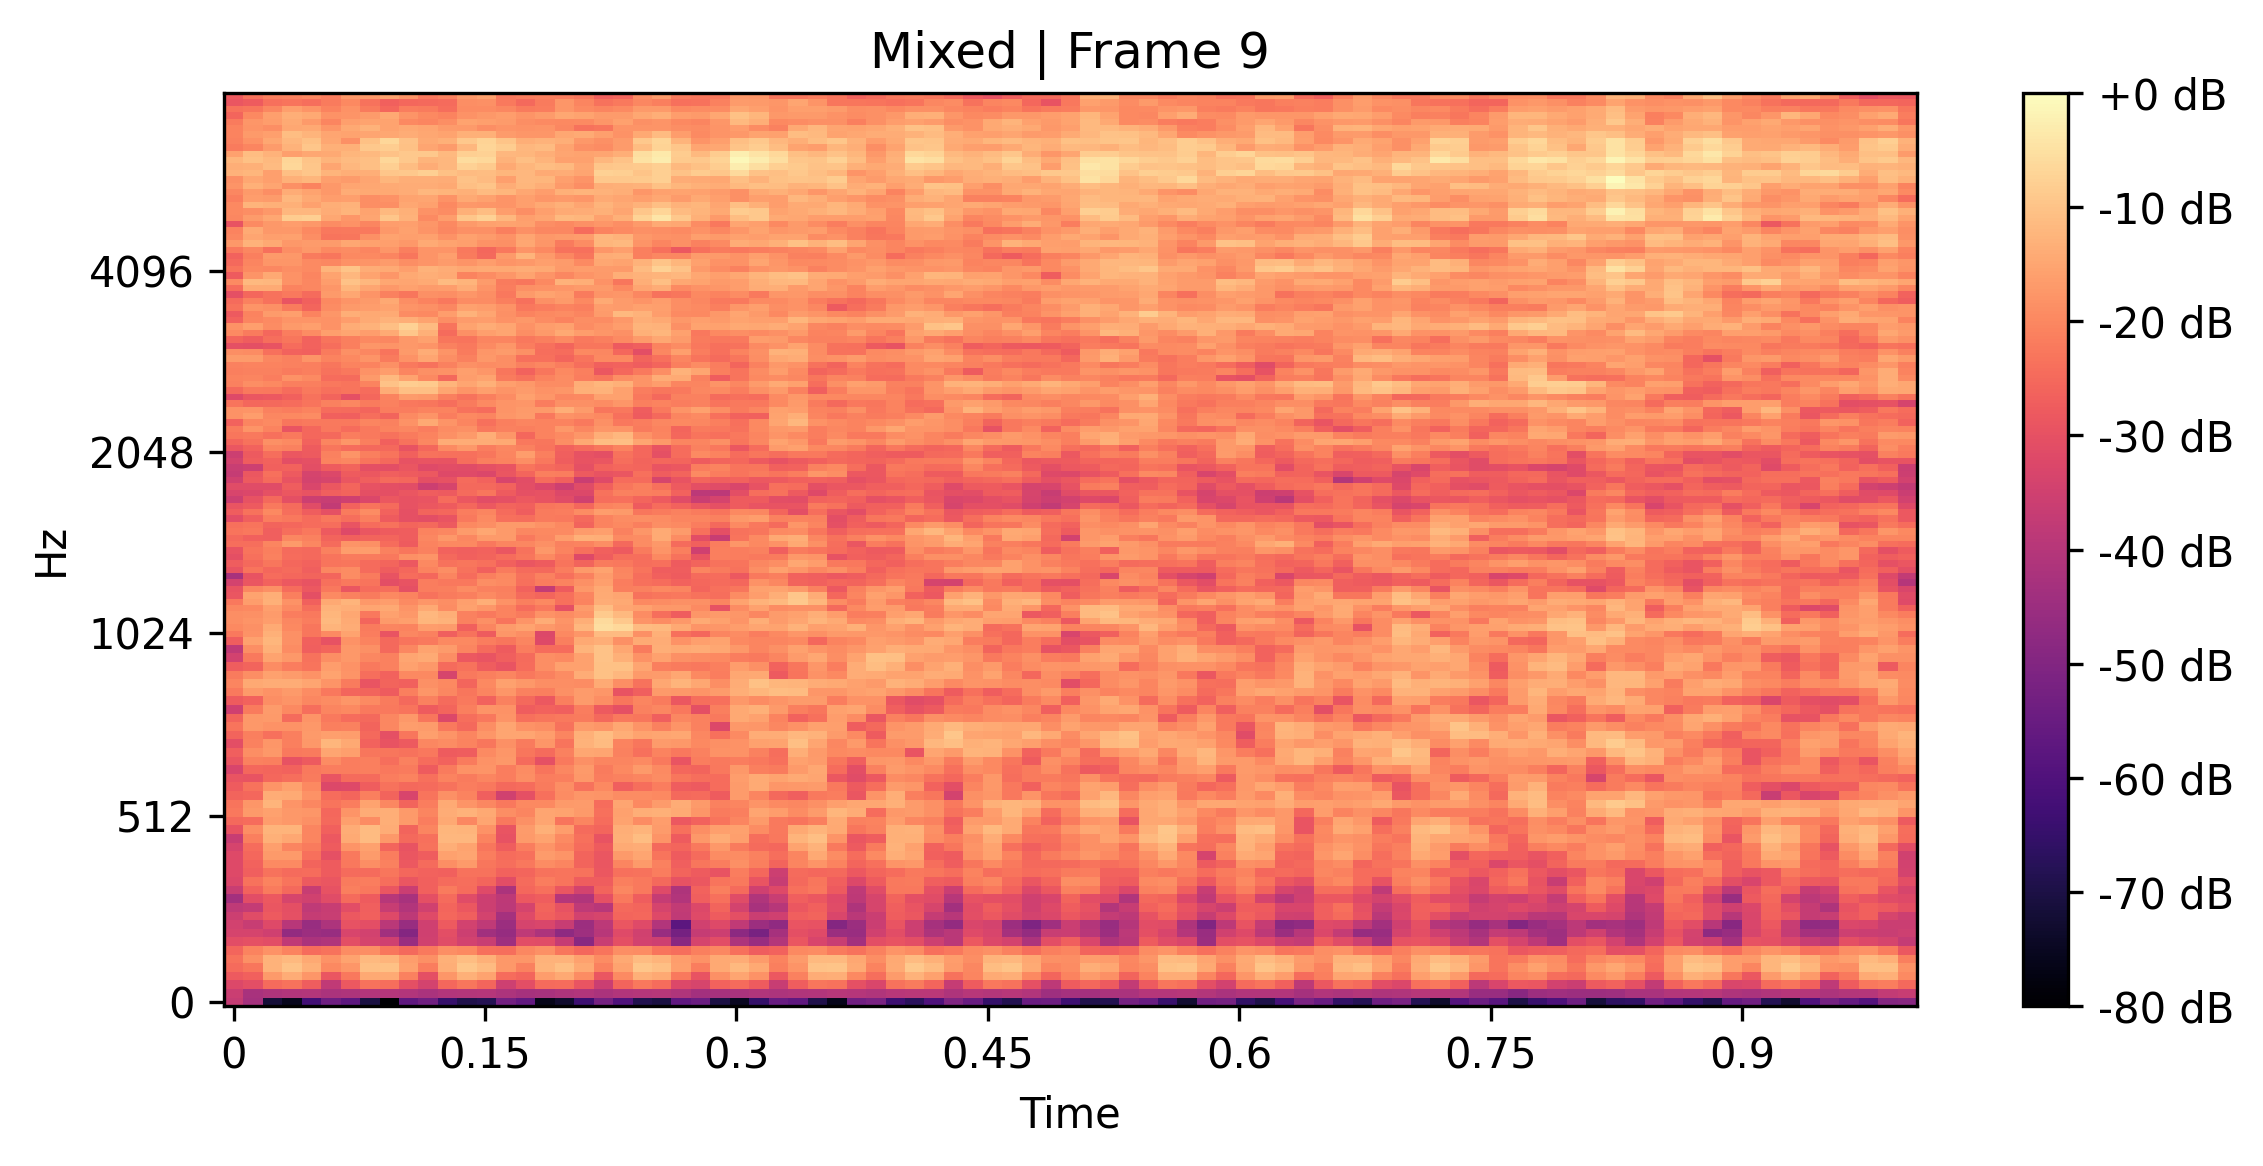 Mixed | Frame 9
Hz
4096
2048
1024
512
0
0 0.15 0.3 0.45 0.6 0.75 0.9
Time
+0 dB
-10 dB
-20 dB
-30 dB
-40 dB
-50 dB
-60 dB
-70 dB
-80 dB